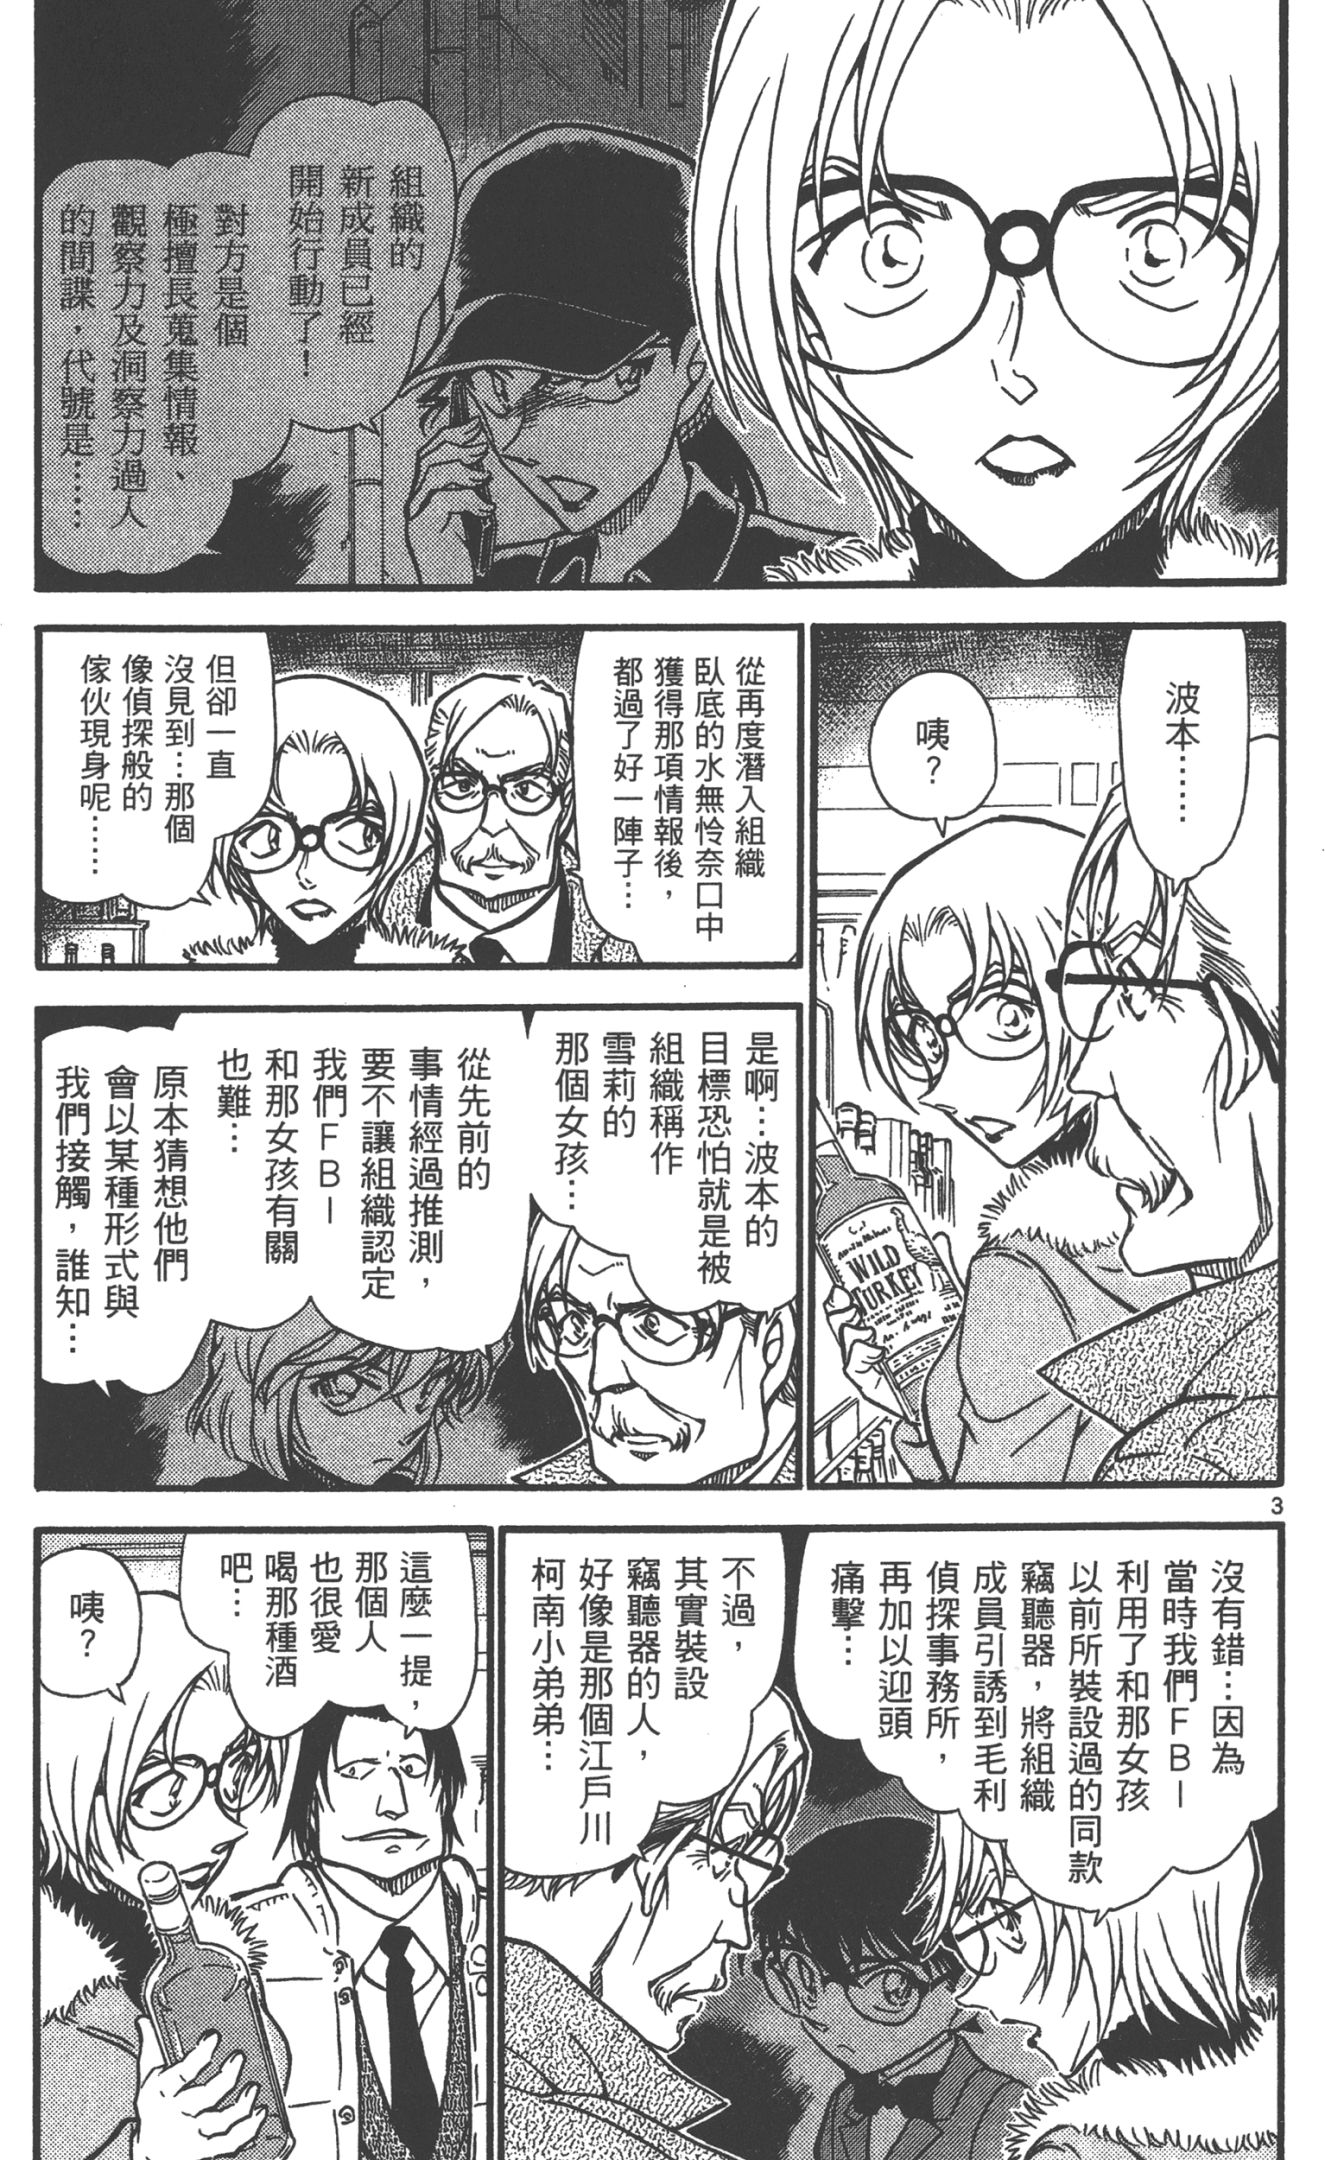 組織的
新成員已經
開始行動了！
對方是個
極擅長蒐集情報、
觀察力及洞察力過人
的間諜，代號是……
波本……
咦？
WILD
TURKEY
從再度潛入組織
臥底的水無怜奈口中
獲得那項情報後，
都過了好一陣子…
但卻一直
沒見到…那個
像偵探般的
傢伙現身呢……
是啊…波本的
目標恐怕就是被
組織稱作
雪莉的
那個女孩…
從先前的
事情經過推測，
要不讓組織認定
我們FBI
和那女孩有關
也難…
原本猜想他們
會以某種形式與
我們接觸，誰知…
3
沒有錯…因為
當時我們FBI
利用了和那女孩
以前所裝設過的同款
竊聽器，將組織
成員引誘到毛利
偵探事務所，
再加以迎頭
痛擊…
不過，
其實裝設
竊聽器的人，
好像是那個江戶川
柯南小弟弟…
這麼一提，
那個人
也很愛
喝那種酒
吧…
咦？